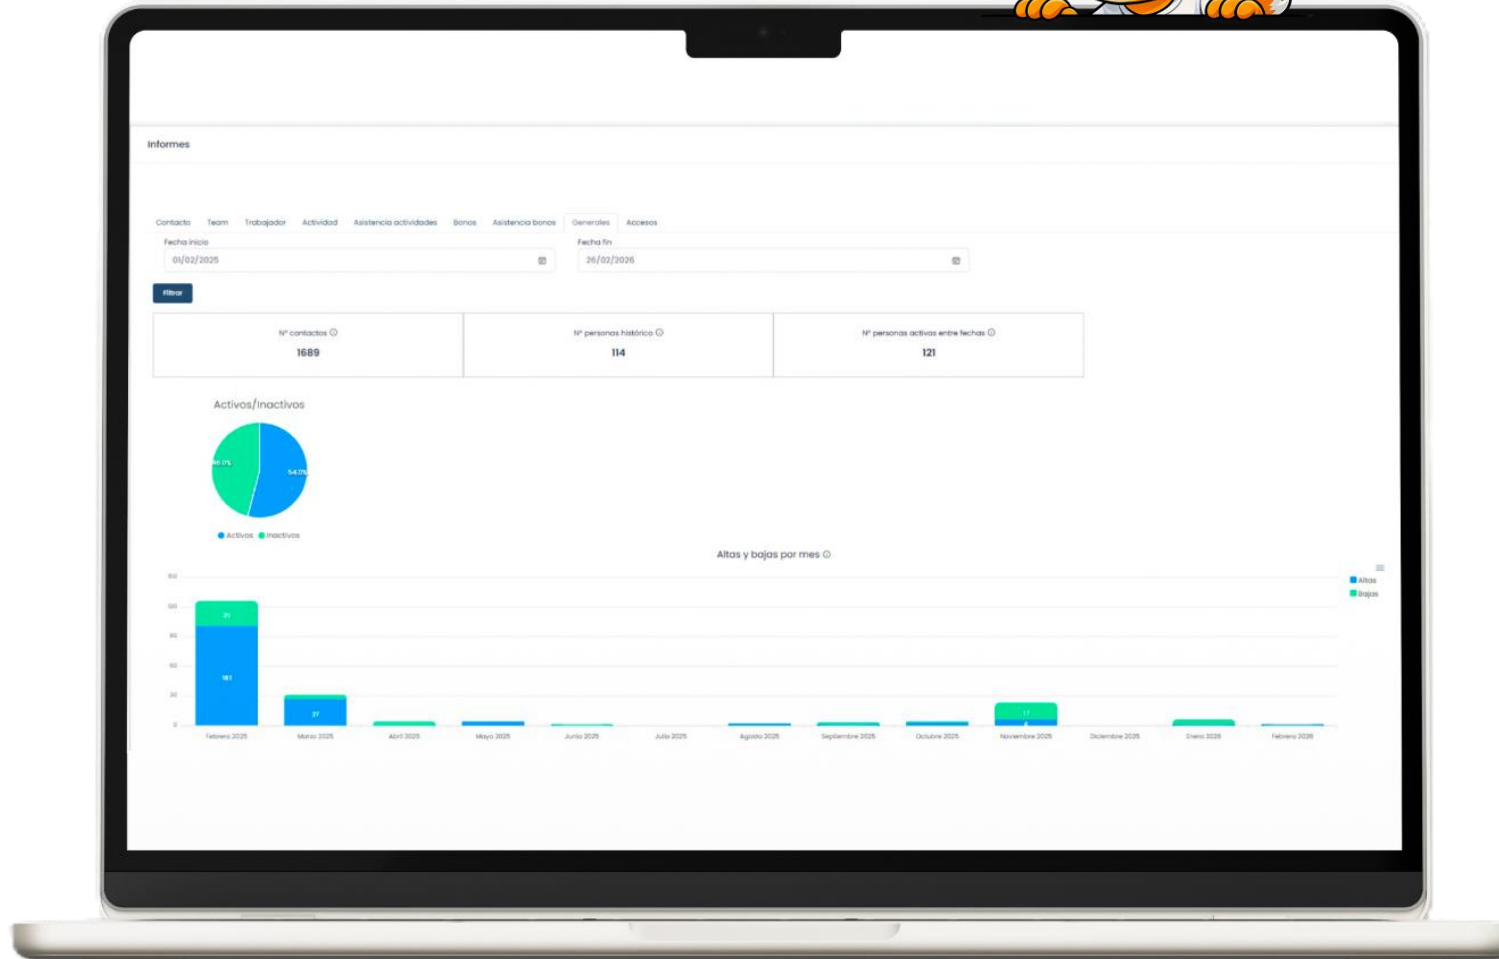 Informes
Contacto Team Trabajador Actividad Asistencia actividades Bonos Asistencia bonos Generales Accesos
Fecha inicio Fecha fin
01/02/2025 26/02/2026
Filtrar
Nº contactos Nº personas histórico Nº personas activas entre fechas
1689 114 121
Activos/Inactivos
54.0%
Activos Inactivos
Altas y bajas por mes
Altas
Bajas
30
0
27
17
Febrero 2025 Marzo 2025 Abril 2025 Mayo 2025 Junio 2025 Julio 2025 Agosto 2025 Septiembre 2025 Octubre 2025 Noviembre 2025 Diciembre 2025 Enero 2026 Febrero 2026